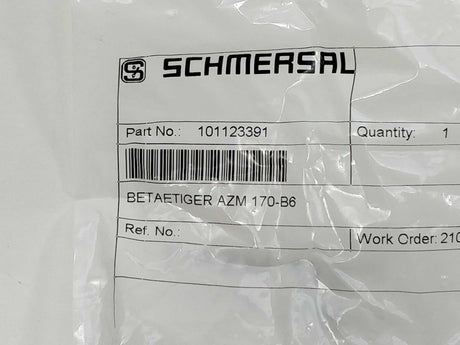 S SCHMERSAL
Part No.: 101123391
Quantity: 1
BETAETIGER AZM 170-B6
Ref. No.:
Work Order: 210